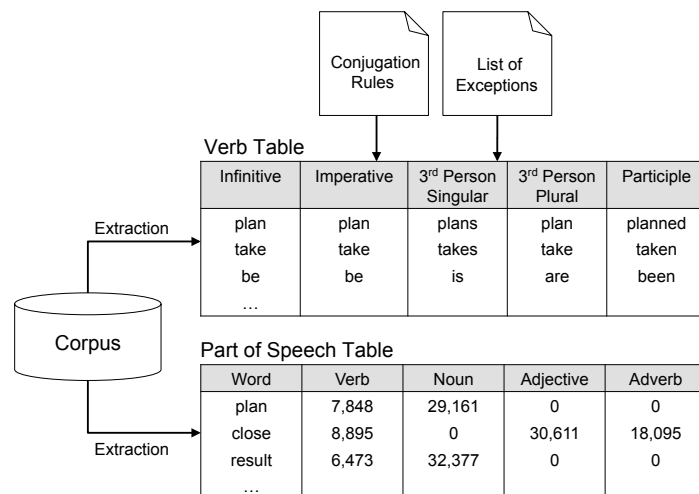 Conjugation
Rules
List of
Exceptions
Verb Table
Infinitive Imperative 3rd Person Singular 3rd Person Plural Participle
plan plan plans plan planned
take take takes take taken
be be is are been
…
Extraction
Corpus
Extraction
Part of Speech Table
Word Verb Noun Adjective Adverb
plan 7,848 29,161 0 0
close 8,895 0 30,611 18,095
result 6,473 32,377 0 0
…